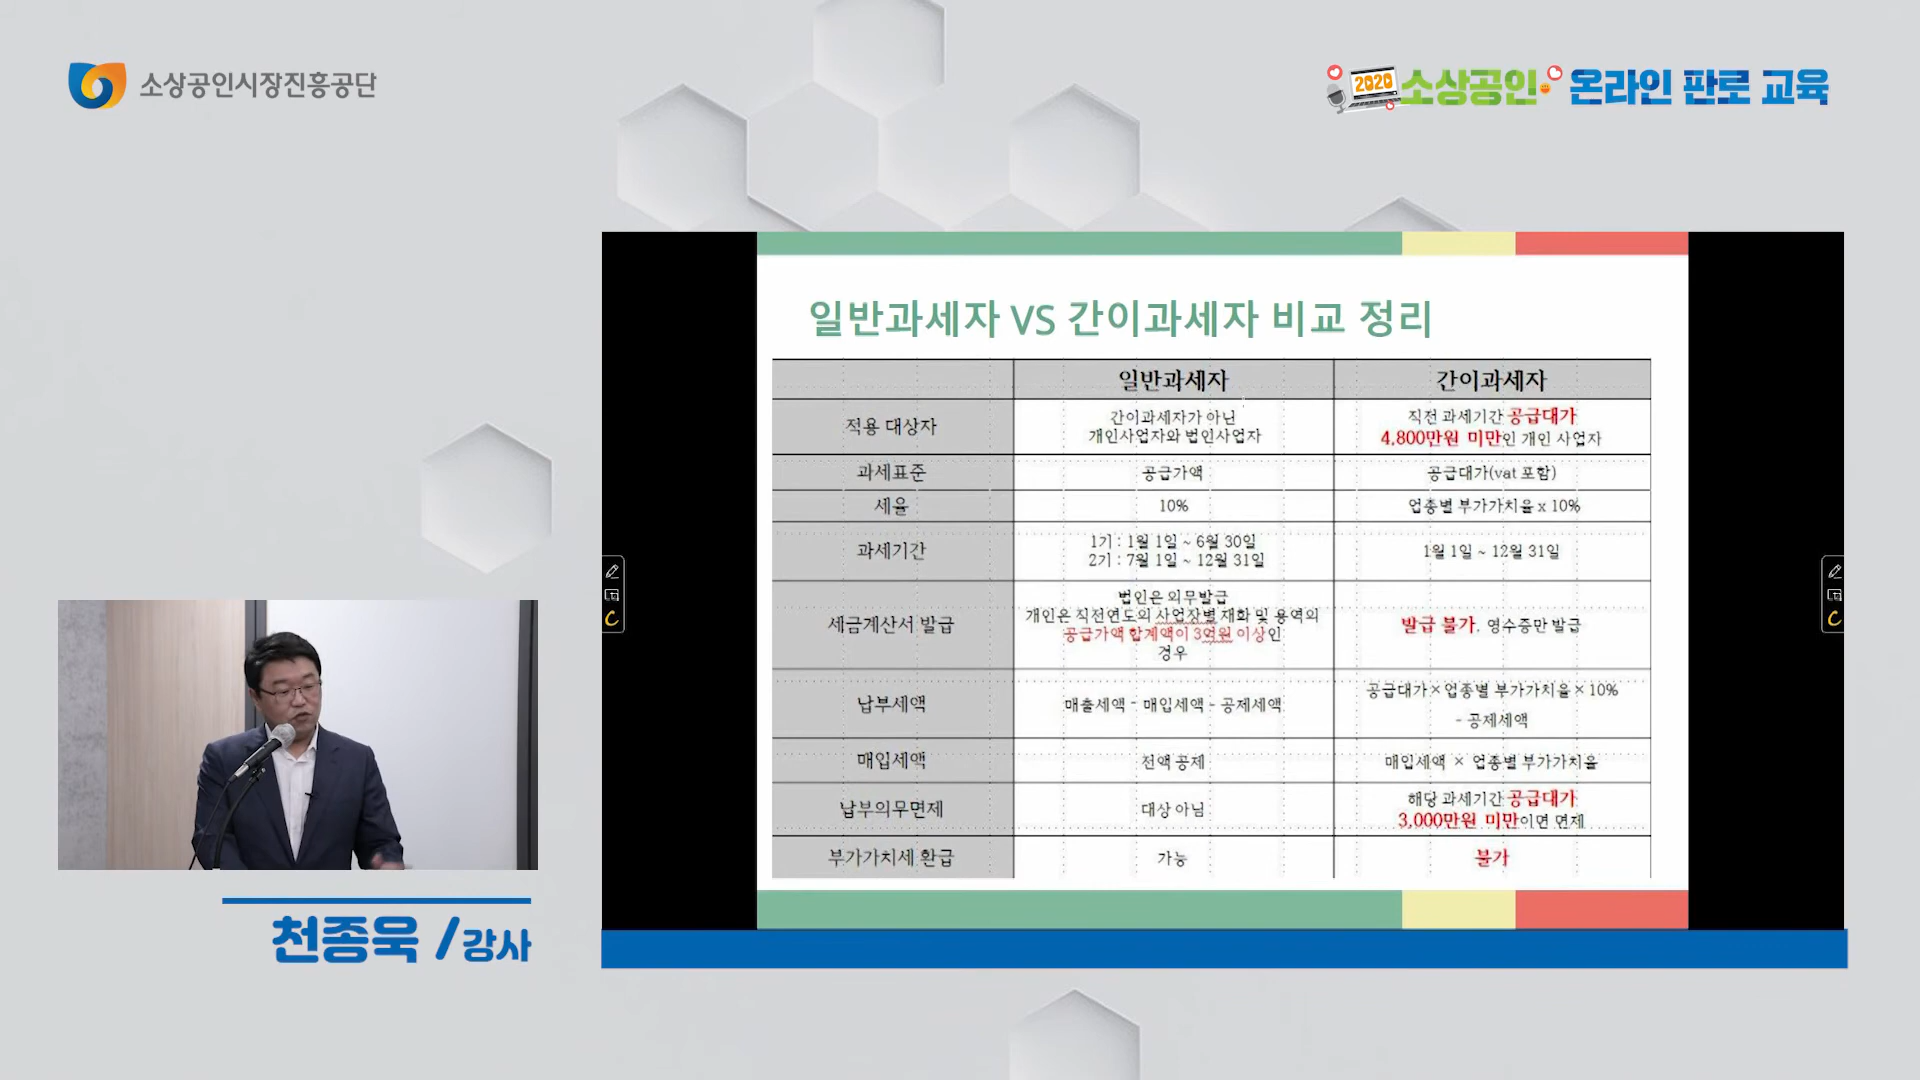 소상공인시장진흥공단
2020 소상공인 온라인 판로 교육
일반과세자 VS 간이과세자 비교 정리
일반과세자
간이과세자
적용 대상자
간이과세자가 아닌
개인사업자와 법인사업자
직전 과세기간 공급대가
4,800만원 미만인 개인 사업자
과세표준
공급가액
공급대가(vat 포함)
세율
10%
업종별 부가가치율 x 10%
과세기간
1기 : 1월 1일 ~ 6월 30일
2기 : 7월 1일 ~ 12월 31일
1월 1일 ~ 12월 31일
세금계산서 발급
법인은 의무발급
개인은 직전연도의 사업장별 재화 및 용역의
공급가액 합계액이 3억원 이상인
경우
발급 불가, 영수증만 발급
납부세액
매출세액 - 매입세액 - 공제세액
공급대가×업종별 부가가치율×10%
- 공제세액
매입세액
전액 공제
매입세액 × 업종별 부가가치율
납부의무면제
대상 아님
해당 과세기간 공급대가
3,000만원 미만이면 면제
부가가치세 환급
가능
불가
천종욱 /강사